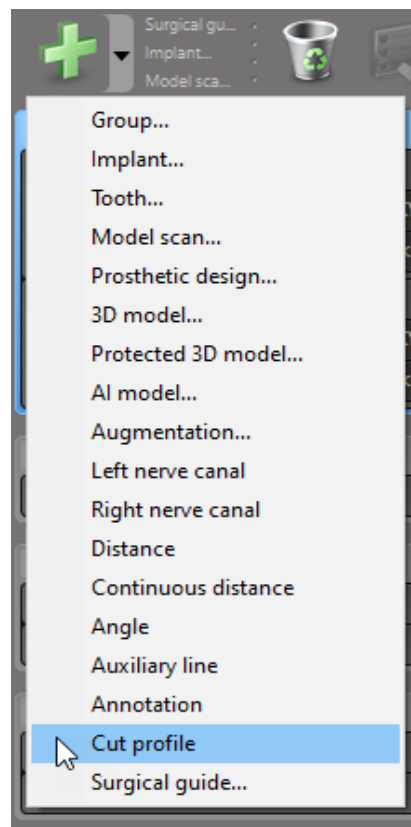 Surgical gu...
Implant...
Model sca...
Group...
Implant...
Tooth...
Model scan...
Prosthetic design...
3D model...
Protected 3D model...
AI model...
Augmentation...
Left nerve canal
Right nerve canal
Distance
Continuous distance
Angle
Auxiliary line
Annotation
Cut profile
Surgical guide...